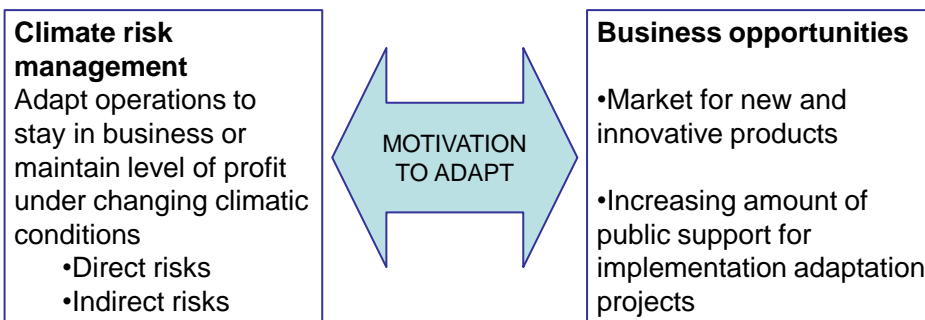 Climate risk
management
Adapt operations to
stay in business or
maintain level of profit
under changing climatic
conditions
•Direct risks
•Indirect risks
MOTIVATION
TO ADAPT
Business opportunities
•Market for new and
innovative products
•Increasing amount of
public support for
implementation adaptation
projects